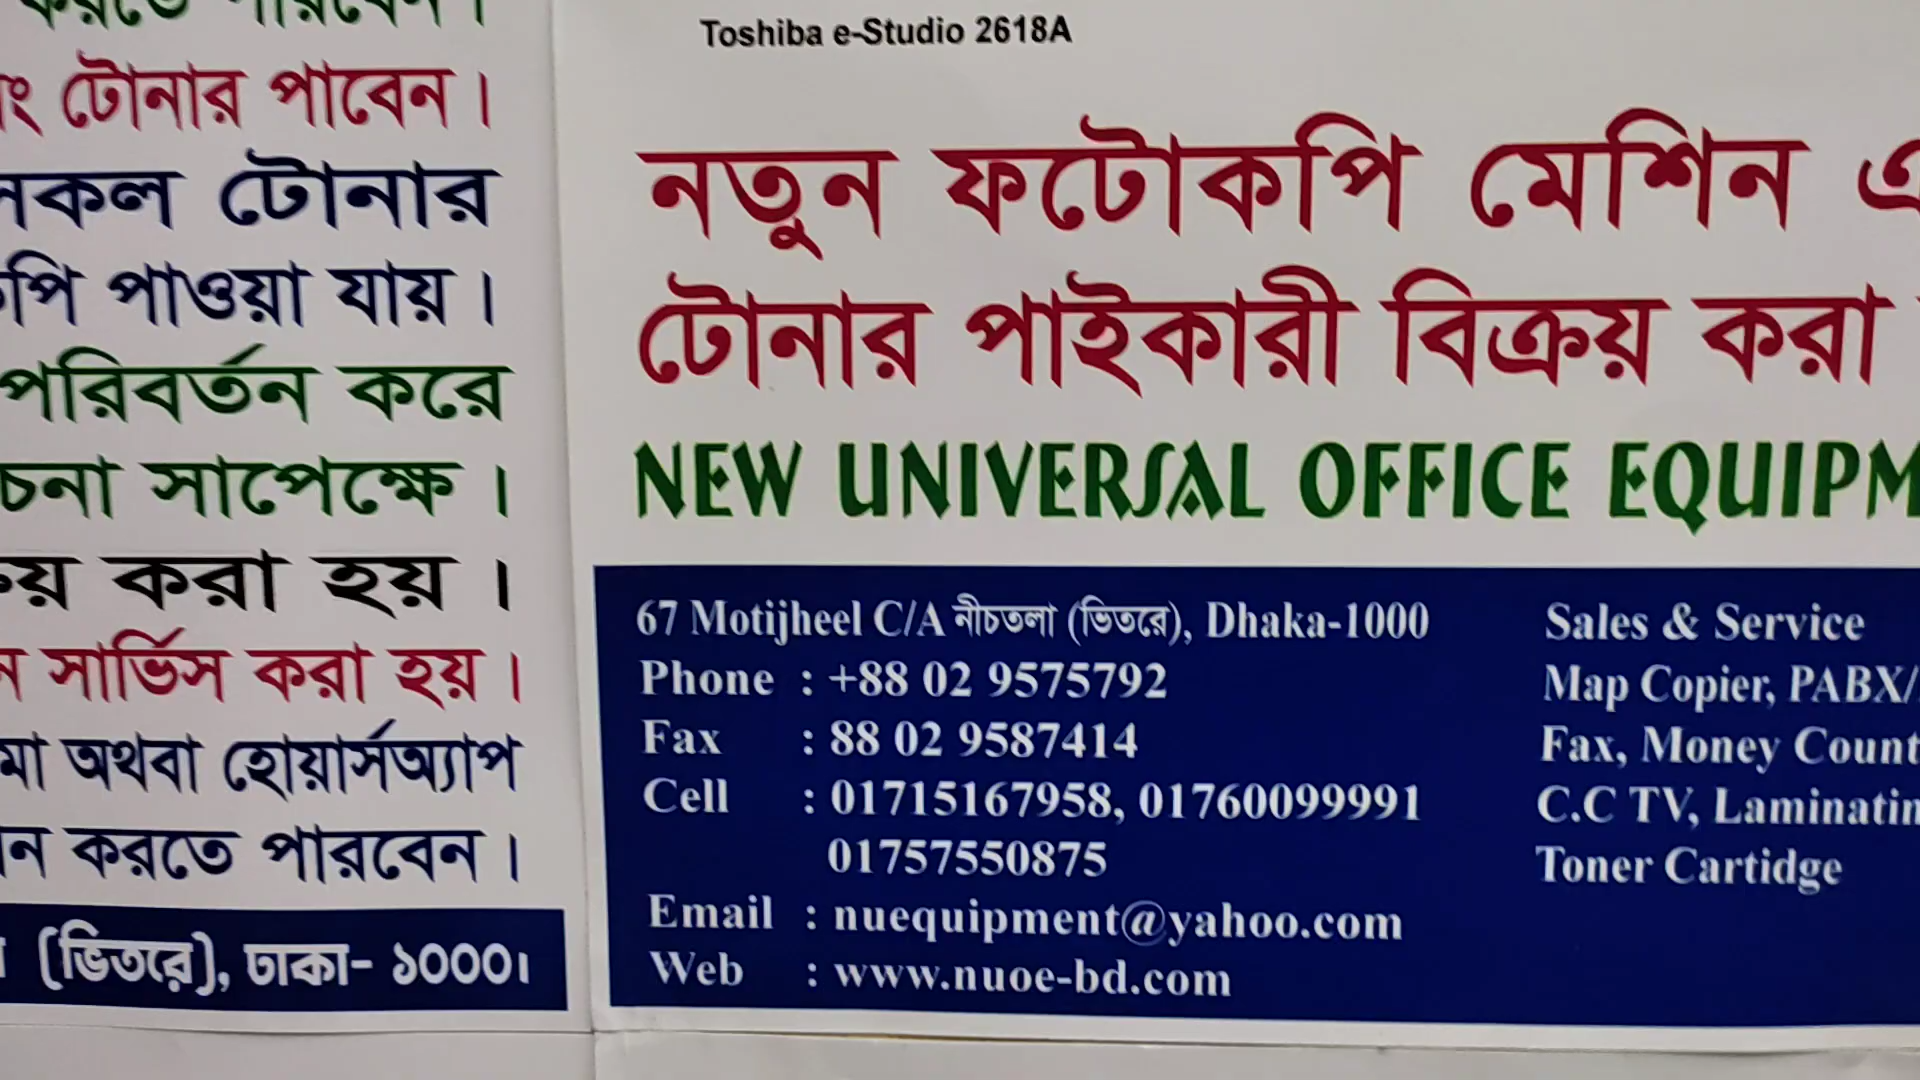 করতে পারবেন।
টোনার পাবেন।
সকল টোনার
পি পাওয়া যায়।
পরিবর্তন করে
চনা সাপেক্ষে।
য় করা হয়।
ন সার্ভিস করা হয়।
মা অথবা হোয়ার্সঅ্যাপ
ন করতে পারবেন।
(ভিতরে), ঢাকা- ১০০০।
Toshiba e-Studio 2618A
নতুন ফটোকপি মেশিন এ
টোনার পাইকারী বিক্রয় করা
NEW UNIVERSAL OFFICE EQUIPM
67 Motijheel C/A নীচতলা (ভিতরে), Dhaka-1000
Phone : +88 02 9575792
Fax : 88 02 9587414
Cell : 01715167958, 01760099991
01757550875
Email : nuequipment@yahoo.com
Web : www.nuoe-bd.com
Sales & Service
Map Copier, PABX/
Fax, Money Count
C.C TV, Laminatin
Toner Cartidge